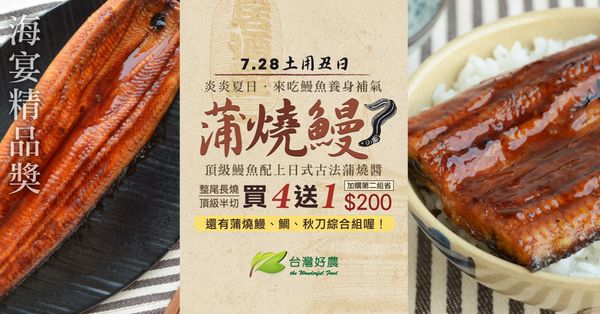 海宴精品獎
7.28土用丑日
炎炎夏日．來吃鰻魚養身補氣
蒲燒鰻
頂級鰻魚配上日式古法蒲燒醬
整尾長燒
頂級半切
買4送1
加購第二組省
$200
還有蒲燒鰻、鯛、秋刀綜合組喔！
台灣好農
the Wonderful Food